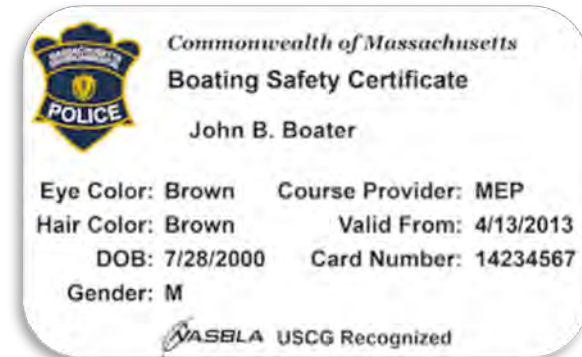 Commonwealth of Massachusetts
Boating Safety Certificate
John B. Boater
POLICE
Eye Color: Brown Course Provider: MEP
Hair Color: Brown Valid From: 4/13/2013
DOB: 7/28/2000 Card Number: 14234567
Gender: M
NASBLA USCG Recognized